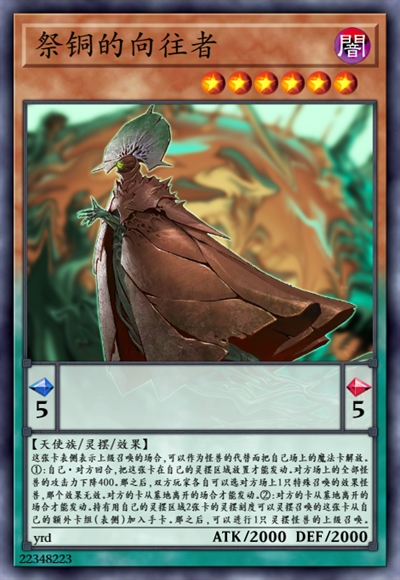 祭铜的向往者
闇
5
5
【天使族/灵摆/效果】
这张卡表侧表示上级召唤的场合,可以作为怪兽的代替而把自己场上的魔法卡解放。
①:自己·对方回合,把这张卡在自己的灵摆区域放置才能发动。对方场上的全部怪
兽的攻击力下降400。那之后,双方玩家各自可以选对方场上1只特殊召唤的效果怪
兽,那个效果无效。对方的卡从墓地离开的场合才能发动。②:对方的卡从墓地离开
的场合才能发动。持有用自己的灵摆区域2张卡的灵摆刻度可以灵摆召唤的这张卡从自
己的额外卡组(表侧)加入手卡。那之后,可以进行1只灵摆怪兽的上级召唤。
yrd
ATK/2000 DEF/2000
22348223